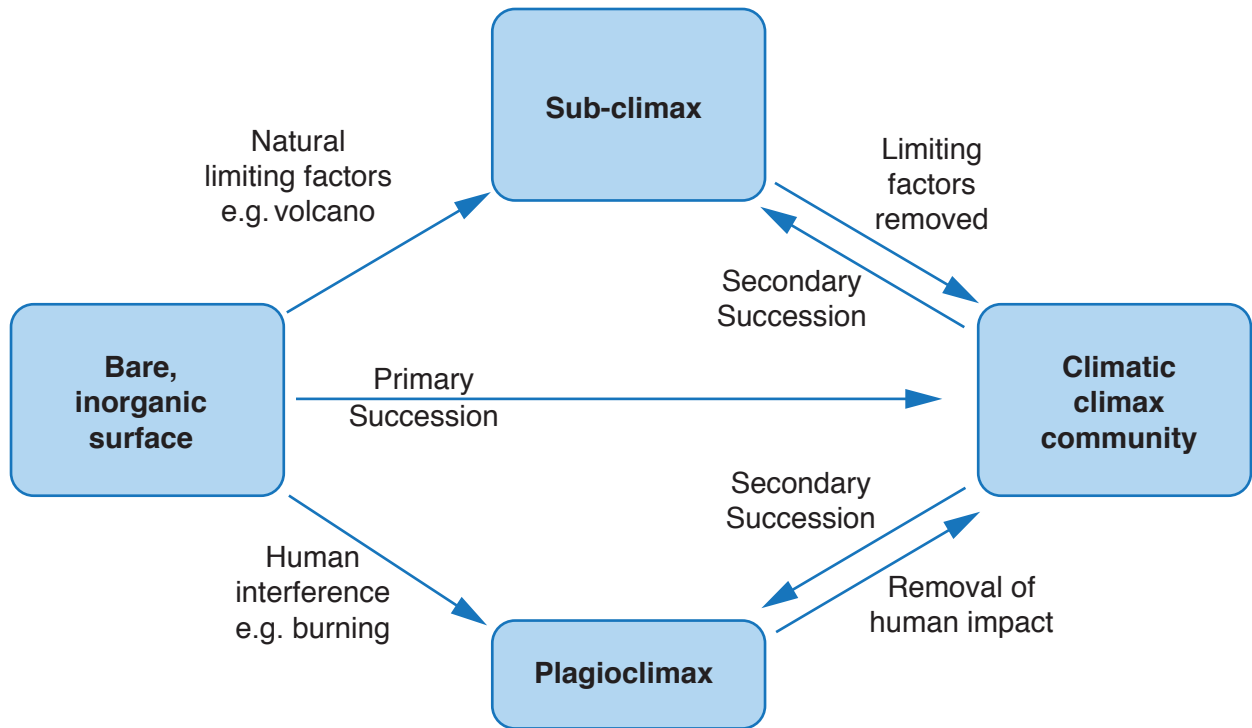 Sub-climax
Natural
limiting factors
e.g. volcano
Limiting
factors
removed
Secondary
Succession
Bare,
inorganic
surface
Primary
Succession
Climatic
climax
community
Secondary
Succession
Human
interference
e.g. burning
Removal of
human impact
Plagioclimax